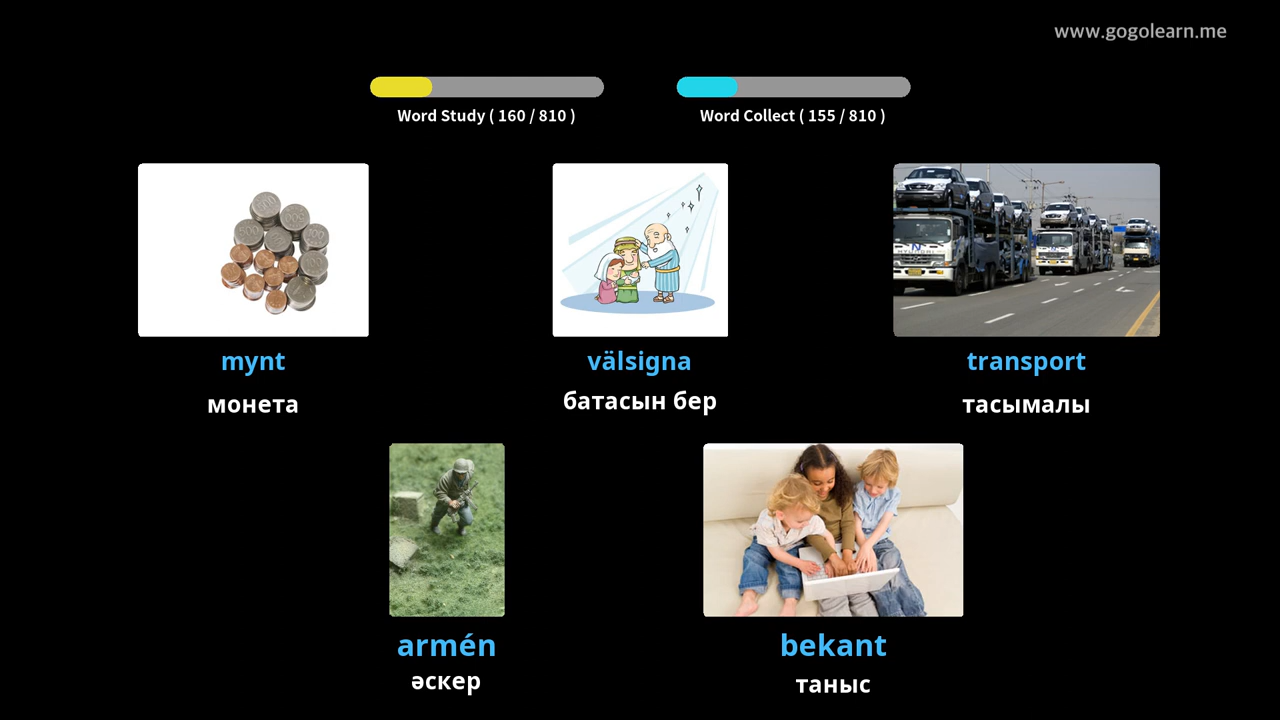 www.gogolearn.me
Word Study ( 160 / 810 )
Word Collect ( 155 / 810 )
mynt
монета
välsigna
батасын бер
transport
тасымалы
armén
әскер
bekant
таныс